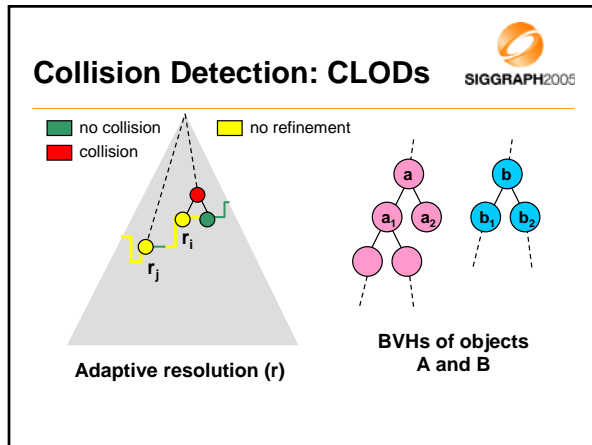 Collision Detection: CLODs
SIGGRAPH2005
no collision
no refinement
collision
a
b
a1
a2
b1
b2
ri
rj
BVHs of objects
A and B
Adaptive resolution (r)